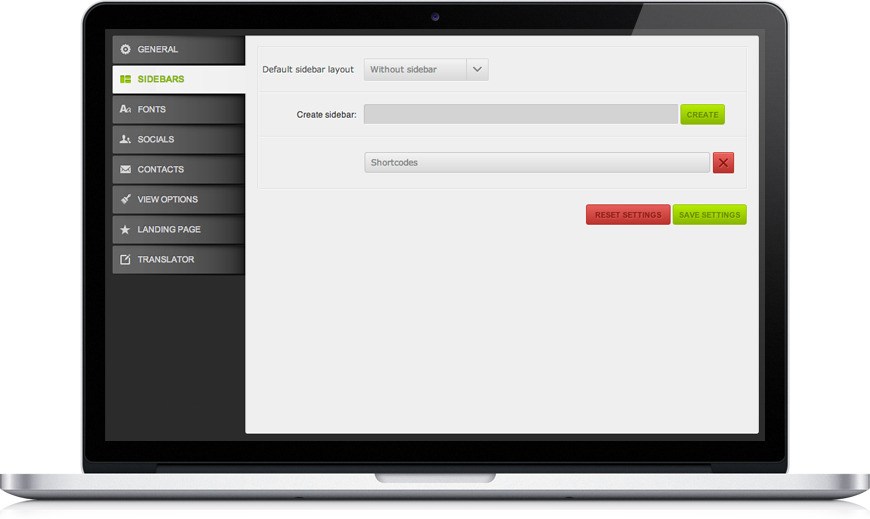 GENERAL
SIDEBARS
Aa FONTS
SOCIALS
CONTACTS
VIEW OPTIONS
LANDING PAGE
TRANSLATOR
Default sidebar layout Without sidebar
Create sidebar: CREATE
Shortcodes
RESET SETTINGS SAVE SETTINGS